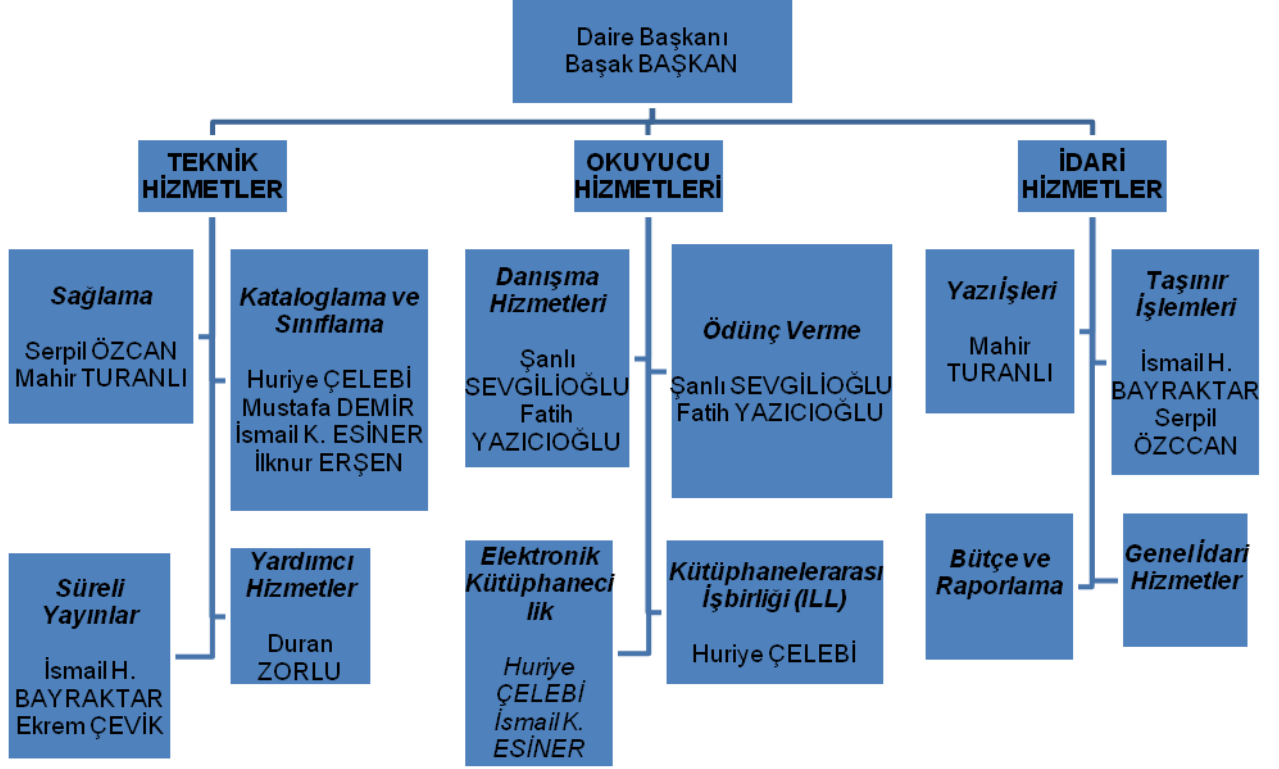 Daire Başkanı
Başak BAŞKAN
TEKNİK
HİZMETLER
OKUYUCU
HİZMETLERİ
İDARİ
HİZMETLER
Sağlama
Serpil ÖZCAN
Mahir TURANLI
Kataloglama ve
Sınıflama
Huriye ÇELEBİ
Mustafa DEMİR
İsmail K. ESİNER
İlknur ERŞEN
Süreli
Yayınlar
İsmail H.
BAYRAKTAR
Ekrem ÇEVİK
Yardımcı
Hizmetler
Duran
ZORLU
Danışma
Hizmetleri
Şanlı
SEVGİLİOĞLU
Fatih
YAZICIOĞLU
Ödünç Verme
Şanlı SEVGİLİOĞLU
Fatih YAZICIOĞLU
Elektronik
Kütüphaneci
lik
Huriye
ÇELEBİ
İsmail K.
ESİNER
Kütüphanelerarası
İşbirliği (ILL)
Huriye ÇELEBİ
Yazı İşleri
Mahir
TURANLI
Taşınır
İşlemleri
İsmail H.
BAYRAKTAR
Serpil
ÖZCCAN
Bütçe ve
Raporlama
Genel İdari
Hizmetler